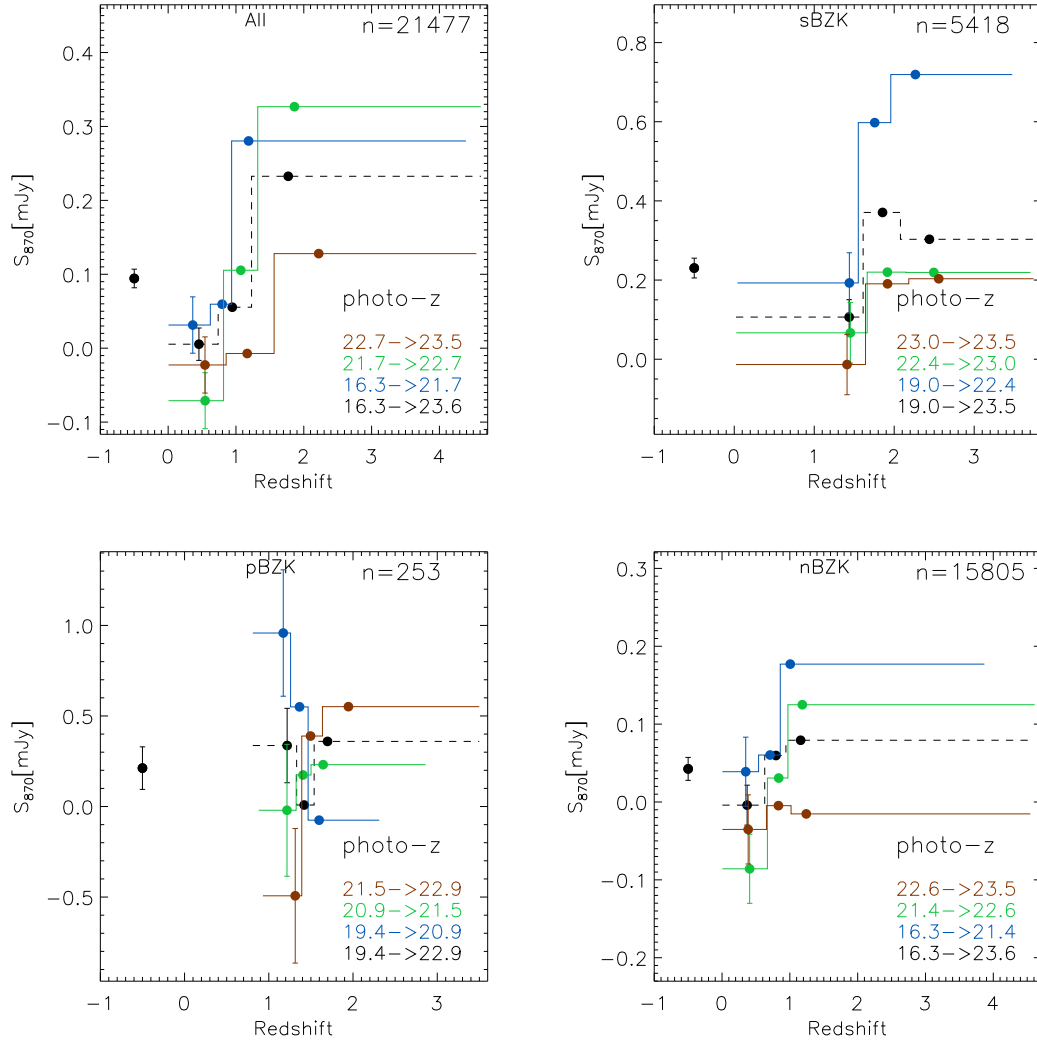 All
n=21477
0.4
0.3
0.2
0.1
0.0
−0.1
S870[mJy]
photo−z
22.7−>23.5
21.7−>22.7
16.3−>21.7
16.3−>23.6
−1 0 1 2 3 4
Redshift
sBZK
n=5418
0.8
0.6
0.4
0.2
0.0
S870[mJy]
photo−z
23.0−>23.5
22.4−>23.0
19.0−>22.4
19.0−>23.5
−1 0 1 2 3
Redshift
pBZK
n=253
1.0
0.5
0.0
−0.5
S870[mJy]
photo−z
21.5−>22.9
20.9−>21.5
19.4−>20.9
19.4−>22.9
−1 0 1 2 3
Redshift
nBZK
n=15805
0.3
0.2
0.1
0.0
−0.1
−0.2
S870[mJy]
photo−z
22.6−>23.5
21.4−>22.6
16.3−>21.4
16.3−>23.6
−1 0 1 2 3 4
Redshift